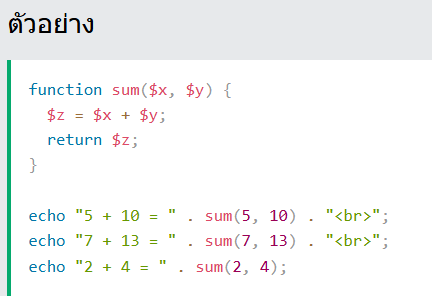 ตัวอย่าง
function sum($x, $y) {
  $z = $x + $y;
  return $z;
}

echo "5 + 10 = " . sum(5, 10) . "<br>";
echo "7 + 13 = " . sum(7, 13) . "<br>";
echo "2 + 4 = " . sum(2, 4);